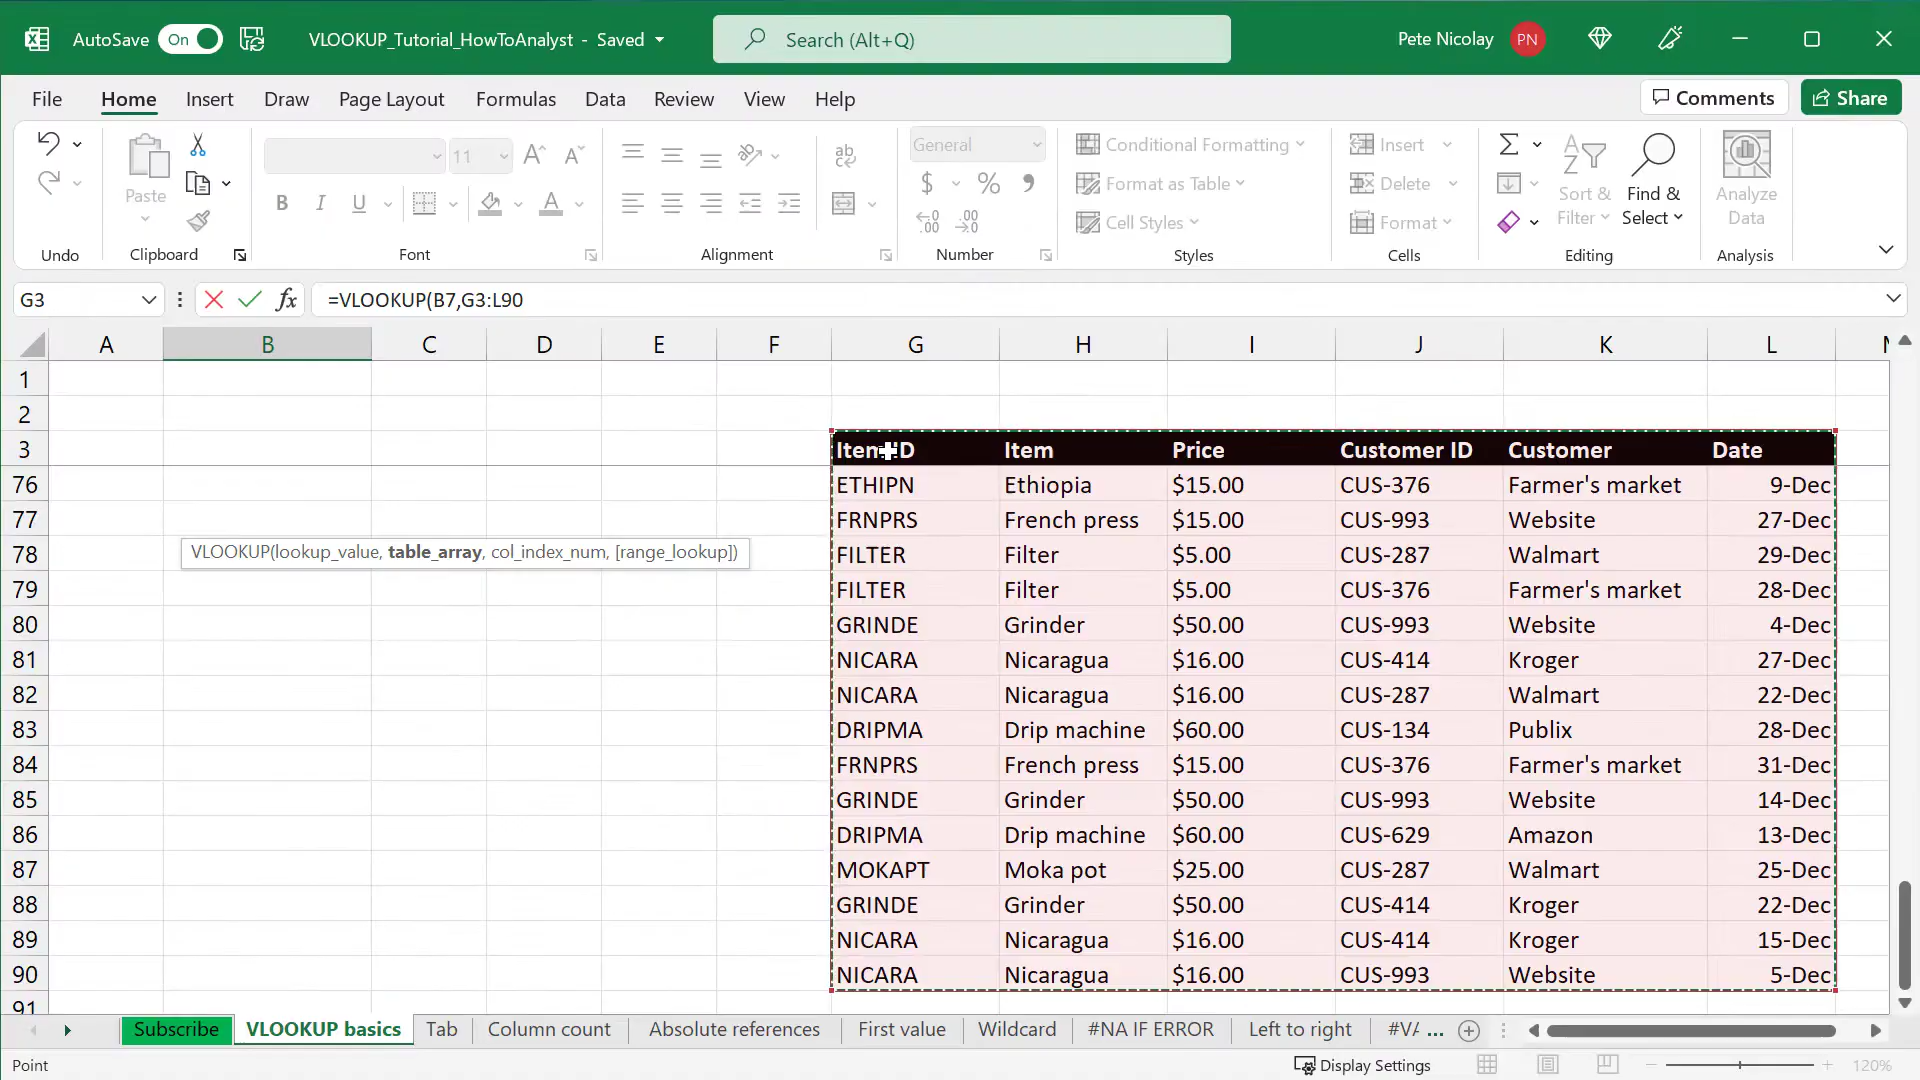 AutoSave On VLOOKUP_Tutorial_HowToAnalyst - Saved Search (Alt+Q) Pete Nicolay PN
File Home Insert Draw Page Layout Formulas Data Review View Help Comments Share
Paste 11 A A ab General Conditional Formatting Insert Sort & Filter Find & Select Analyze Data
B I U A $ % Format as Table Delete
Cell Styles Format
Undo Clipboard Font Alignment Number Styles Cells Editing Analysis
G3 fx =VLOOKUP(B7,G3:L90
A B C D E F G H I J K L
1
2
3 Item ID Item Price Customer ID Customer Date
76 ETHIPN Ethiopia $15.00 CUS-376 Farmer's market 9-Dec
77 FRNPRS French press $15.00 CUS-993 Website 27-Dec
VLOOKUP(lookup_value, table_array, col_index_num, [range_lookup])
78 FILTER Filter $5.00 CUS-287 Walmart 29-Dec
79 FILTER Filter $5.00 CUS-376 Farmer's market 28-Dec
80 GRINDE Grinder $50.00 CUS-993 Website 4-Dec
81 NICARA Nicaragua $16.00 CUS-414 Kroger 27-Dec
82 NICARA Nicaragua $16.00 CUS-287 Walmart 22-Dec
83 DRIPMA Drip machine $60.00 CUS-134 Publix 28-Dec
84 FRNPRS French press $15.00 CUS-376 Farmer's market 31-Dec
85 GRINDE Grinder $50.00 CUS-993 Website 14-Dec
86 DRIPMA Drip machine $60.00 CUS-629 Amazon 13-Dec
87 MOKAPT Moka pot $25.00 CUS-287 Walmart 25-Dec
88 GRINDE Grinder $50.00 CUS-414 Kroger 22-Dec
89 NICARA Nicaragua $16.00 CUS-414 Kroger 15-Dec
90 NICARA Nicaragua $16.00 CUS-993 Website 5-Dec
91
Subscribe VLOOKUP basics Tab Column count Absolute references First value Wildcard #NA IF ERROR Left to right #VA ...
Point Display Settings 120%